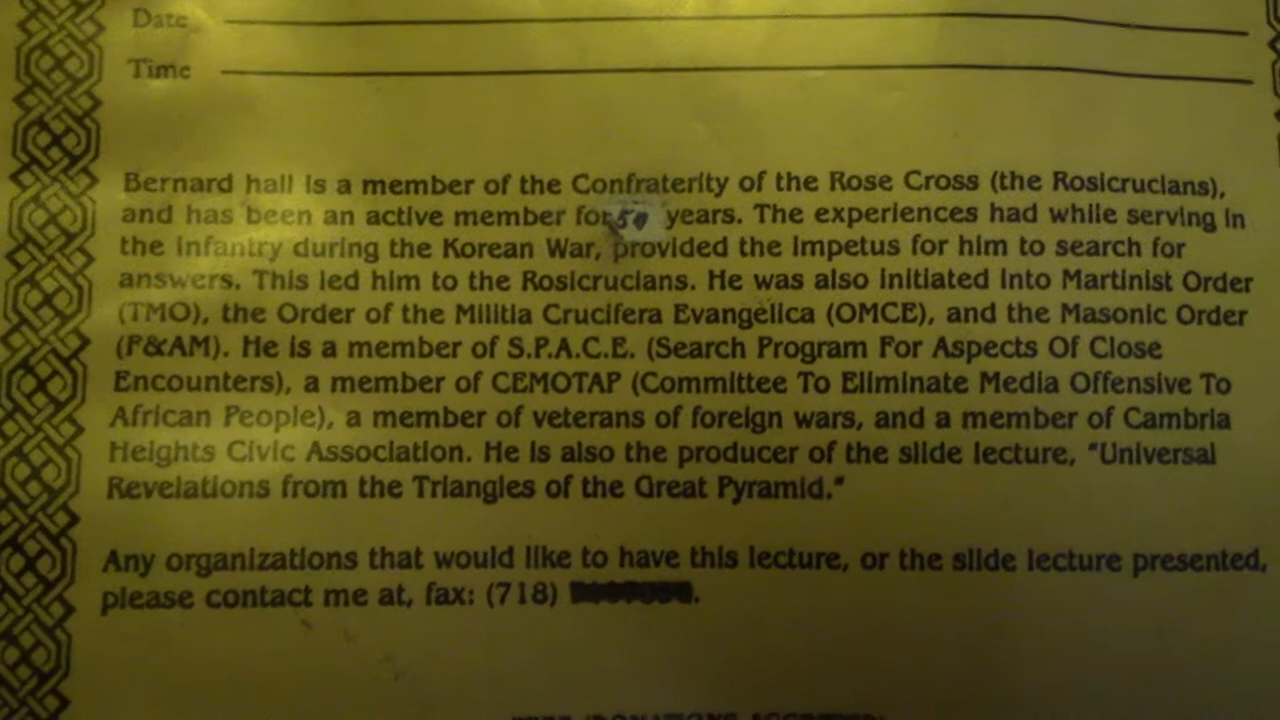 Date
Time
Bernard hall is a member of the Confraterity of the Rose Cross (the Rosicrucians),
and has been an active member for 50 years. The experiences had while serving in
the infantry during the Korean War, provided the impetus for him to search for
answers. This led him to the Rosicrucians. He was also initiated into Martinist Order
(TMO), the Order of the Militia Crucifera Evangelica (OMCE), and the Masonic Order
(F&AM). He is a member of S.P.A.C.E. (Search Program For Aspects Of Close
Encounters), a member of CEMOTAP (Committee To Eliminate Media Offensive To
African People), a member of veterans of foreign wars, and a member of Cambria
Heights Civic Association. He is also the producer of the slide lecture, "Universal
Revelations from the Triangles of the Great Pyramid."
Any organizations that would like to have this lecture, or the slide lecture presented,
please contact me at, fax: (718)